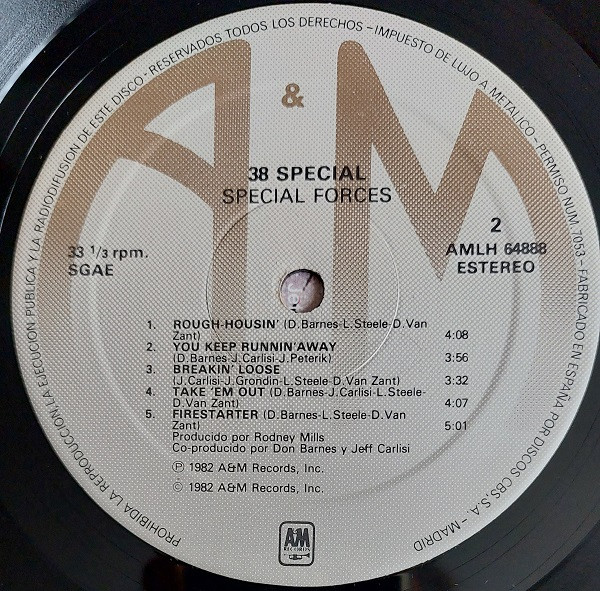 PROHIBIDA LA REPRODUCCION, LA EJECUCION PUBLICA Y LA RADIODIFUSION DE ESTE DISCO - RESERVADOS TODOS LOS DERECHOS - IMPUESTO DE LUJO A METALICO - PERMISO NUM. 7053 - FABRICADO EN ESPAÑA POR DISCOS CBS, S.A. - MADRID
A & M
38 SPECIAL
SPECIAL FORCES
33 1/3 rpm.
SGAE
2
AMLH 64888
ESTEREO
1. ROUGH-HOUSIN' (D.Barnes-L.Steele-D.Van
Zant) 4:08
2. YOU KEEP RUNNIN'AWAY
(D.Barnes-J.Carlisi-J.Peterik) 3:56
3. BREAKIN' LOOSE
(J.Carlisi-J.Grondin-L.Steele-D.Van Zant) 3:32
4. TAKE 'EM OUT (D.Barnes-J.Carlisi-L.Steele-
D.Van Zant) 4:07
5. FIRESTARTER (D.Barnes-L.Steele-D.Van
Zant) 5:01
Producido por Rodney Mills
Co-producido por Don Barnes y Jeff Carlisi
℗ 1982 A&M Records, Inc.
© 1982 A&M Records, Inc.
A&M
RECORDS